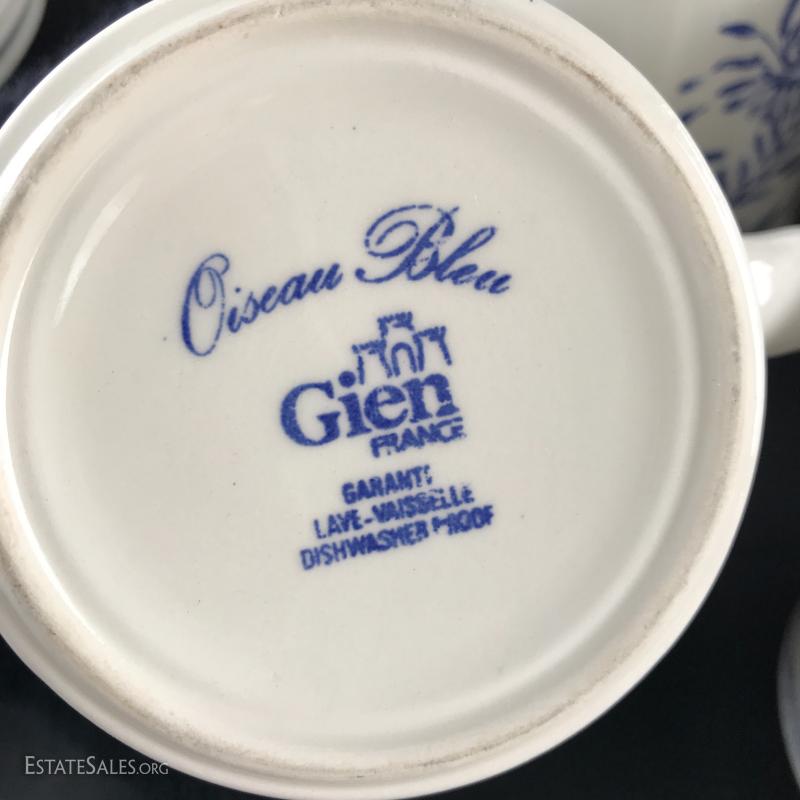 Oiseau Bleu
Gien
FRANCE
GARANTI
LAVE-VAISSELLE
DISHWASHER PROOF
ESTATESALES.ORG